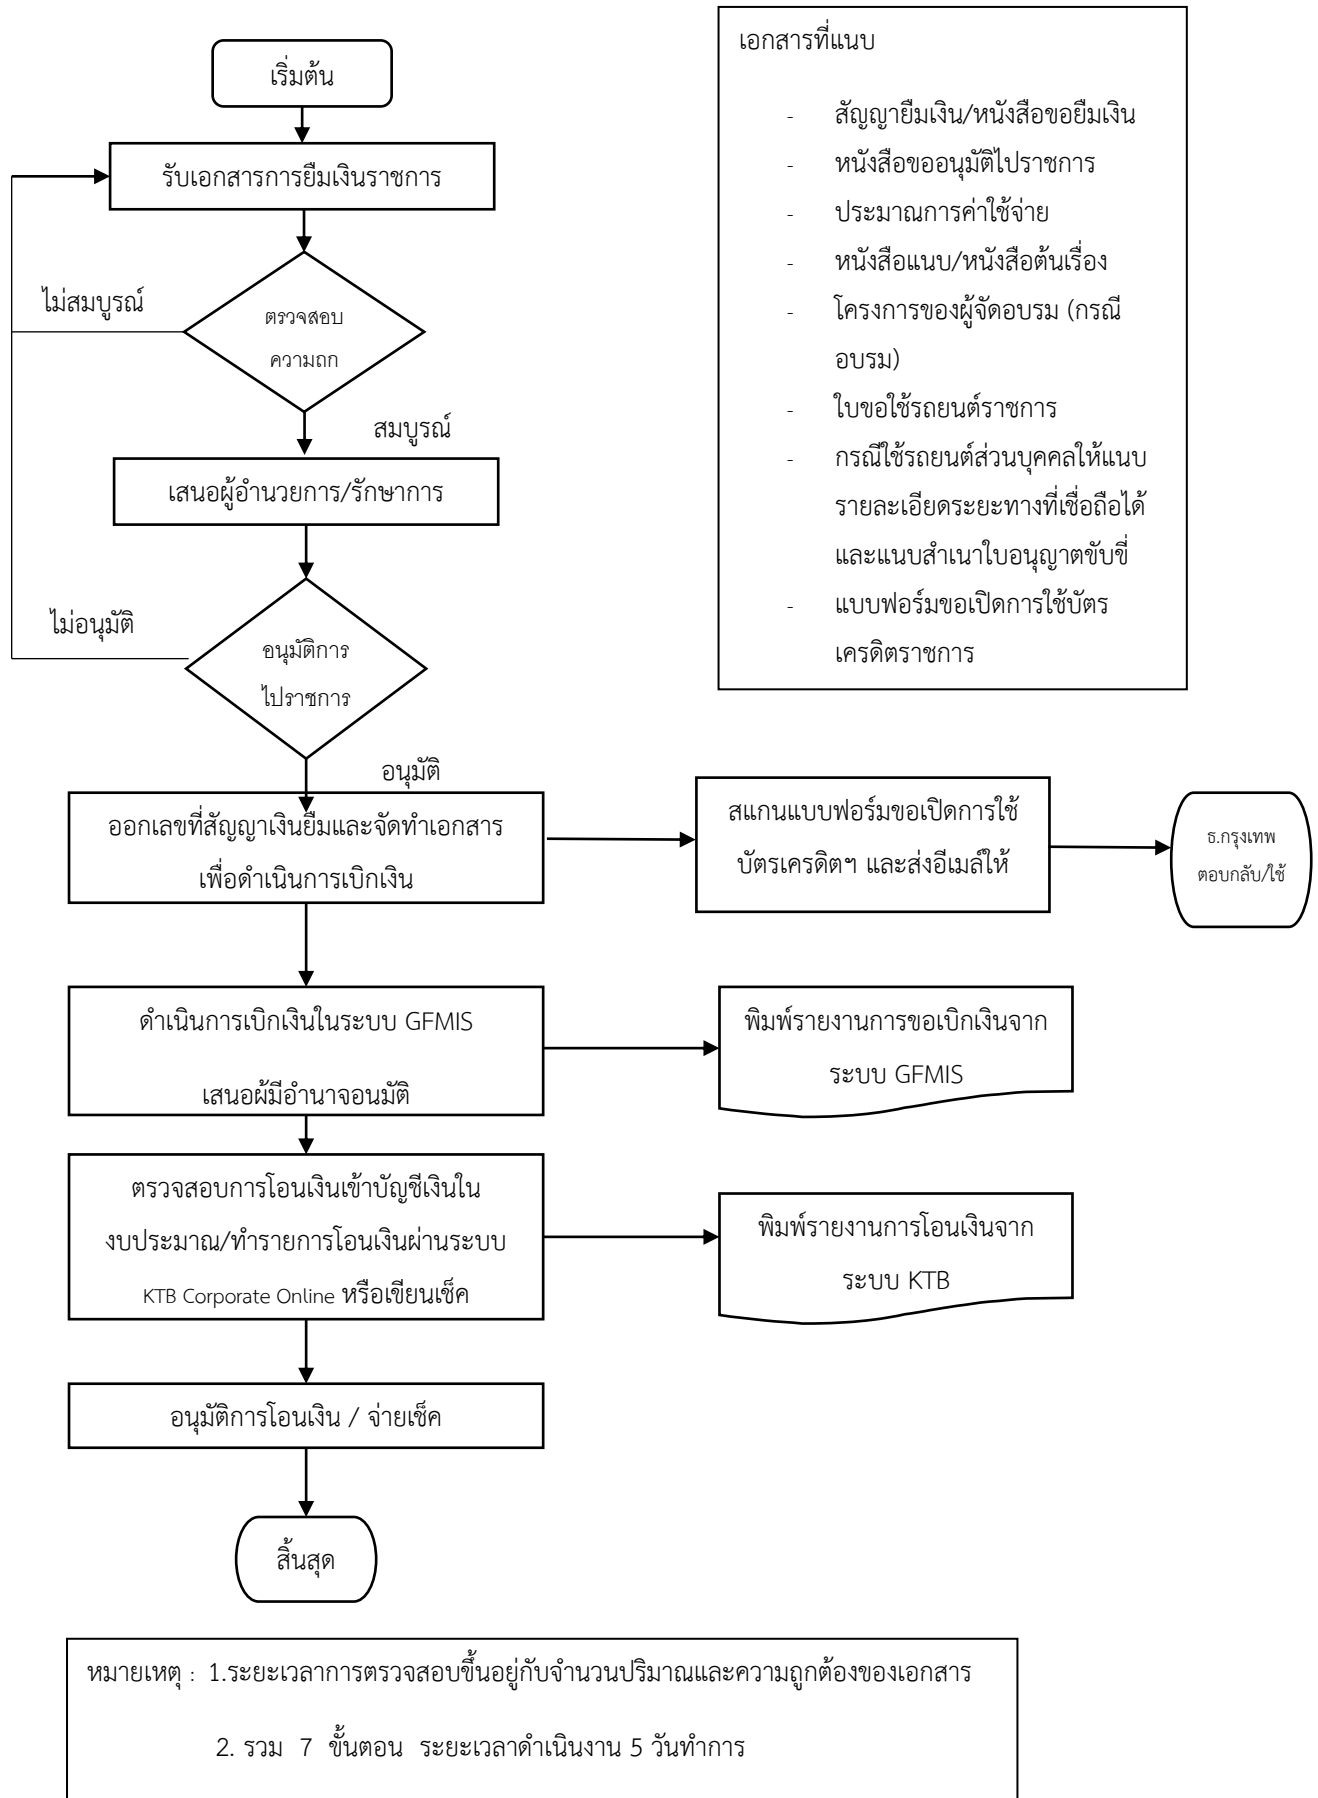 เริ่มต้น
รับเอกสารการยืมเงินราชการ
ไม่สมบูรณ์
ตรวจสอบ
ความถก
สมบูรณ์
เสนอผู้อำนวยการ/รักษาการ
ไม่อนุมัติ
อนุมัติการ
ไปราชการ
อนุมัติ
ออกเลขที่สัญญาเงินยืมและจัดทำเอกสาร
เพื่อดำเนินการเบิกเงิน
สแกนแบบฟอร์มขอเปิดการใช้
บัตรเครดิตฯ และส่งอีเมล์ให้
ธ.กรุงเทพ
ตอบกลับ/ใช้
ดำเนินการเบิกเงินในระบบ GFMIS
เสนอผ้มีอำนาจอนมัติ
พิมพ์รายงานการขอเบิกเงินจาก
ระบบ GFMIS
ตรวจสอบการโอนเงินเข้าบัญชีเงินใน
งบประมาณ/ทำรายการโอนเงินผ่านระบบ
KTB Corporate Online หรือเขียนเช็ค
พิมพ์รายงานการโอนเงินจาก
ระบบ KTB
อนุมัติการโอนเงิน / จ่ายเช็ค
สิ้นสุด
เอกสารที่แนบ
- สัญญายืมเงิน/หนังสือขอยืมเงิน
- หนังสือขออนุมัติไปราชการ
- ประมาณการค่าใช้จ่าย
- หนังสือแนบ/หนังสือต้นเรื่อง
- โครงการของผู้จัดอบรม (กรณี
อบรม)
- ใบขอใช้รถยนต์ราชการ
- กรณีใช้รถยนต์ส่วนบุคคลให้แนบ
รายละเอียดระยะทางที่เชื่อถือได้
และแนบสำเนาใบอนุญาตขับขี่
- แบบฟอร์มขอเปิดการใช้บัตร
เครดิตราชการ
หมายเหตุ : 1.ระยะเวลาการตรวจสอบขึ้นอยู่กับจำนวนปริมาณและความถูกต้องของเอกสาร
2. รวม 7 ขั้นตอน ระยะเวลาดำเนินงาน 5 วันทำการ